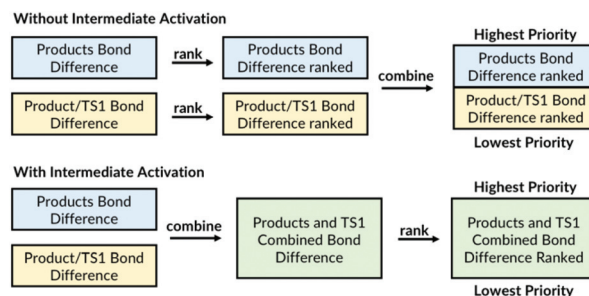 Without Intermediate Activation
Highest Priority
Products Bond
Difference
rank
Products Bond
Difference ranked
combine
Products Bond
Difference ranked
Product/TS1 Bond
Difference
rank
Product/TS1 Bond
Difference ranked
Product/TS1 Bond
Difference ranked
Lowest Priority
With Intermediate Activation
Highest Priority
Products Bond
Difference
combine
Products and TS1
Combined Bond
Difference
rank
Products and TS1
Combined Bond
Difference Ranked
Product/TS1 Bond
Difference
Lowest Priority